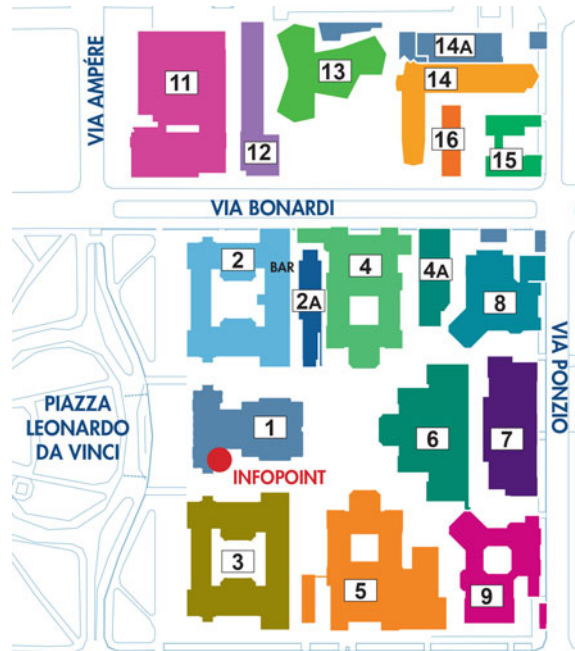 VIA AMPÉRE
11
12
13
14A
14
16
15
VIA BONARDI
2
BAR
2A
4
4A
8
VIA PONZIO
PIAZZA
LEONARDO
DA VINCI
1
INFOPOINT
6
7
3
5
9